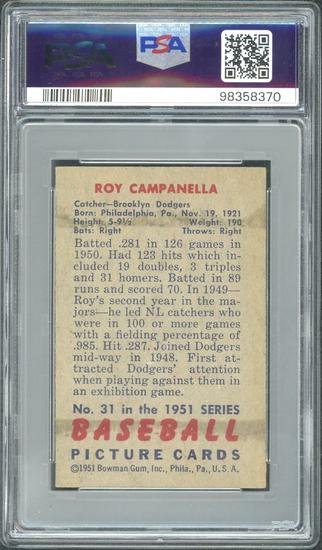 PSA
98358370
ROY CAMPANELLA
Catcher—Brooklyn Dodgers
Born: Philadelphia, Pa., Nov. 19, 1921
Height: 5-9½ Weight: 190
Bats: Right Throws: Right
Batted .281 in 126 games in
1950. Had 123 hits which in-
cluded 19 doubles, 3 triples
and 31 homers. Batted in 89
runs and scored 70. In 1949—
Roy's second year in the ma-
jors—he led NL catchers who
were in 100 or more games
with a fielding percentage of
.985. Hit .287. Joined Dodgers
mid-way in 1948. First at-
tracted Dodgers' attention
when playing against them in
an exhibition game.
No. 31 in the 1951 SERIES
BASEBALL
PICTURE CARDS
©1951 Bowman Gum, Inc., Phila., Pa., U.S.A.